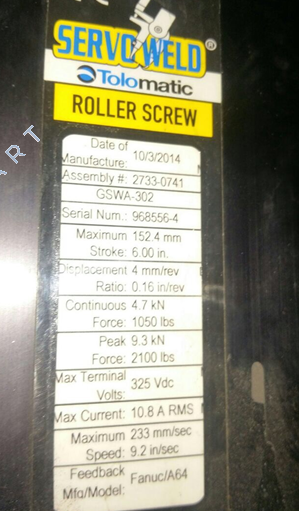 SERVOWELD®
Tolomatic
ROLLER SCREW
Date of
Manufacture: 10/3/2014
Assembly #: 2733-0741
GSWA-302
Serial Num.: 968556-4
Maximum 152.4 mm
Stroke: 6.00 in.
Displacement 4 mm/rev
Ratio: 0.16 in/rev
Continuous 4.7 kN
Force: 1050 lbs
Peak 9.3 kN
Force: 2100 lbs
Max Terminal
Volts: 325 Vdc
Max Current: 10.8 A RMS
Maximum 233 mm/sec
Speed: 9.2 in/sec
Feedback
Mfg/Model: Fanuc/A64
ART